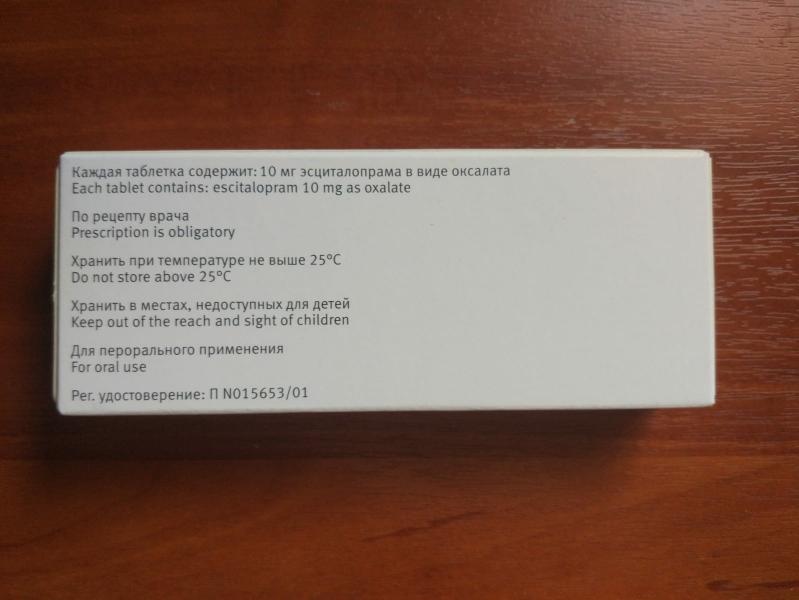 Каждая таблетка содержит: 10 мг эсциталопрама в виде оксалата
Each tablet contains: escitalopram 10 mg as oxalate
По рецепту врача
Prescription is obligatory
Хранить при температуре не выше 25°C
Do not store above 25°C
Хранить в местах, недоступных для детей
Keep out of the reach and sight of children
Для перорального применения
For oral use
Рег. удостоверение: П N015653/01